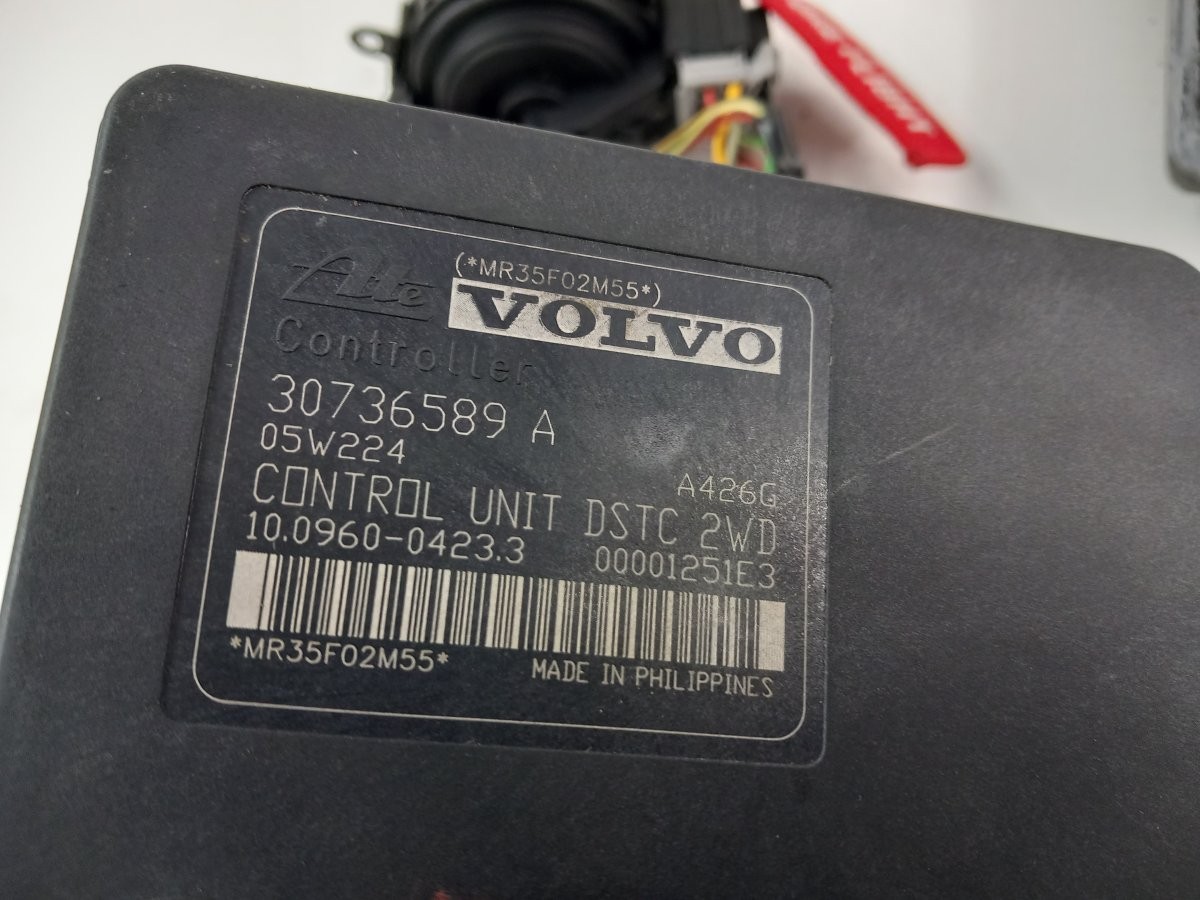 (*MR35F02M55*)
Ate VOLVO
Controller
30736589 A
05W224
A426G
CONTROL UNIT DSTC 2WD
10.0960-0423.3 00001251E3
*MR35F02M55*
MADE IN PHILIPPINES